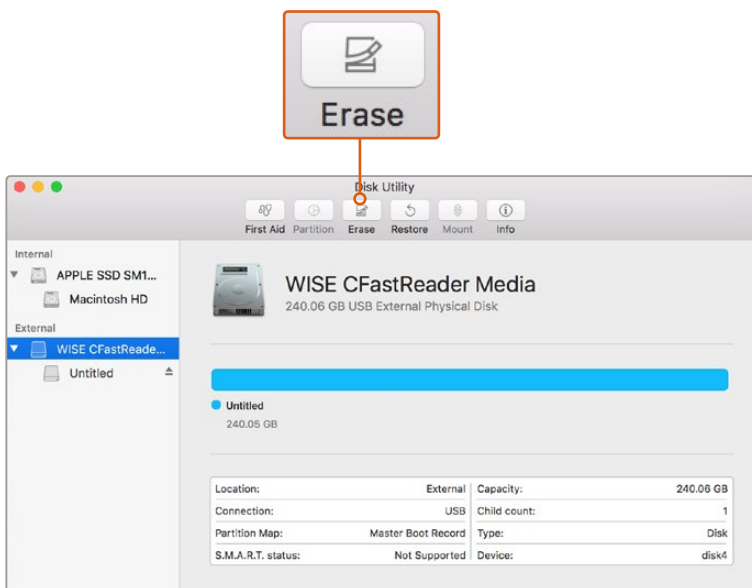 Erase
Disk Utility
First Aid Partition Erase Restore Mount Info
Internal
APPLE SSD SM1...
Macintosh HD
External
WISE CFastReade...
Untitled
WISE CFastReader Media
240.06 GB USB External Physical Disk
Untitled
240.05 GB
Location: External Capacity: 240.06 GB
Connection: USB Child count: 1
Partition Map: Master Boot Record Type: Disk
S.M.A.R.T. status: Not Supported Device: disk4